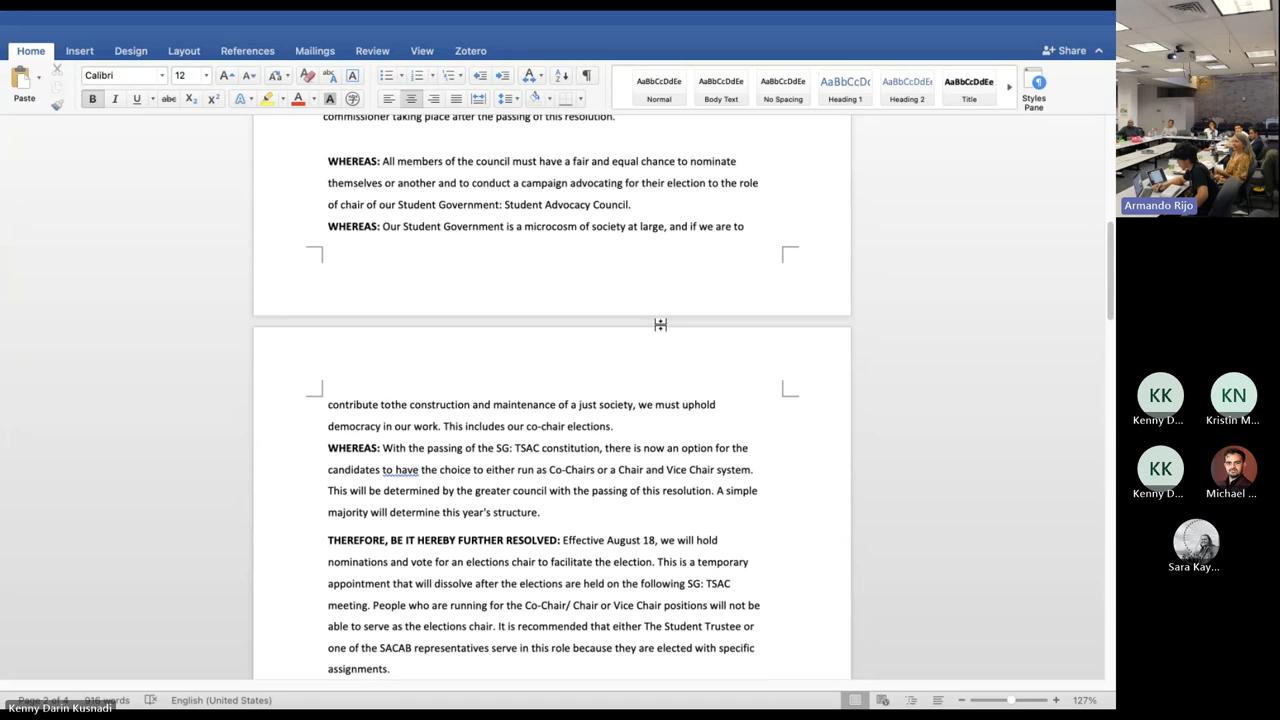 Home Insert Design Layout References Mailings Review View Zotero Share
Paste Calibri 12
AaBbCcDdEe AaBbCcDdEe AaBbCcDdEe AaBbCcDc AaBbCcDdEe AaBbCcDdEe
Normal Body Text No Spacing Heading 1 Heading 2 Title Styles Pane
commissioner taking place after the passing of this resolution.
WHEREAS: All members of the council must have a fair and equal chance to nominate
themselves or another and to conduct a campaign advocating for their election to the role
of chair of our Student Government: Student Advocacy Council.
WHEREAS: Our Student Government is a microcosm of society at large, and if we are to
contribute tothe construction and maintenance of a just society, we must uphold
democracy in our work. This includes our co-chair elections.
WHEREAS: With the passing of the SG: TSAC constitution, there is now an option for the
candidates to have the choice to either run as Co-Chairs or a Chair and Vice Chair system.
This will be determined by the greater council with the passing of this resolution. A simple
majority will determine this year's structure.
THEREFORE, BE IT HEREBY FURTHER RESOLVED: Effective August 18, we will hold
nominations and vote for an elections chair to facilitate the election. This is a temporary
appointment that will dissolve after the elections are held on the following SG: TSAC
meeting. People who are running for the Co-Chair/ Chair or Vice Chair positions will not be
able to serve as the elections chair. It is recommended that either The Student Trustee or
one of the SACAB representatives serve in this role because they are elected with specific
assignments.
Page 2 of 4 916 words English (United States) 127%
Kenny Darin Kusnadi
Armando Rijo
KK KN
Kenny D... Kristin M...
KK
Kenny D... Michael ...
Sara Kay...